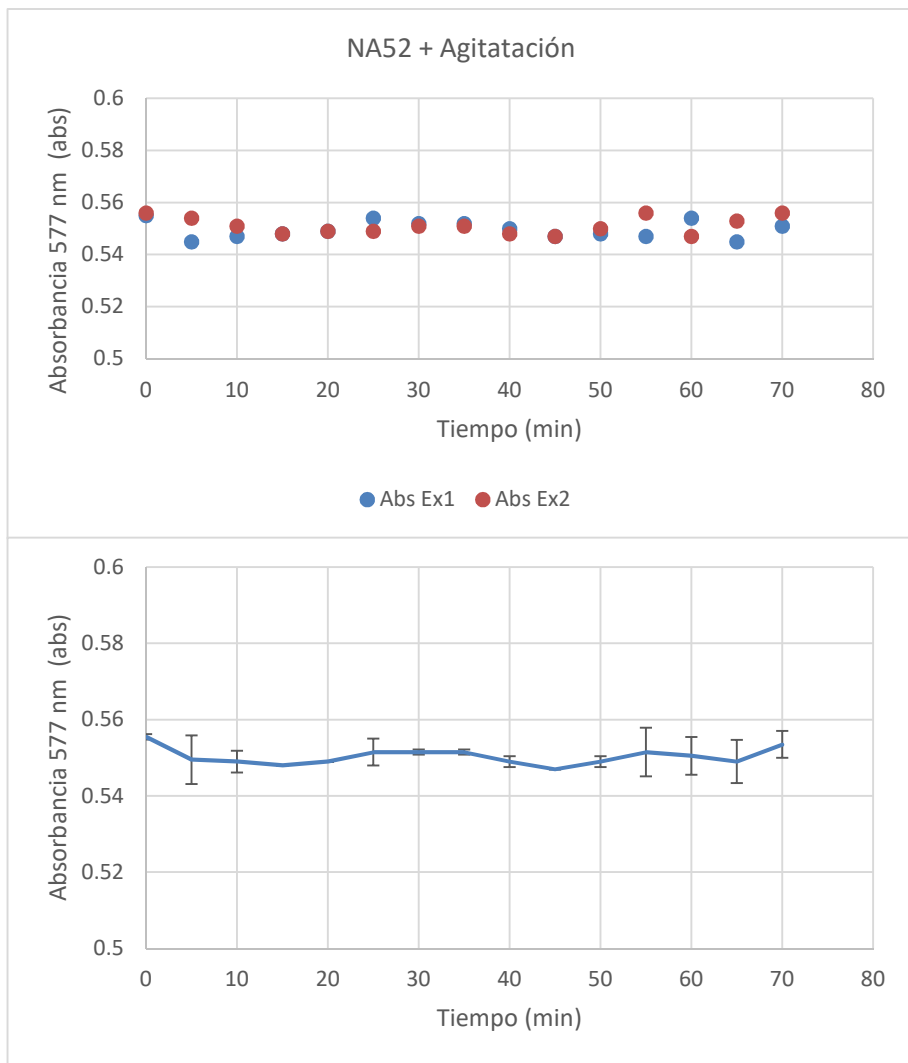 NA52 + Agitatación
Absorbancia 577 nm (abs)
0.6
0.58
0.56
0.54
0.52
0.5
0 10 20 30 40 50 60 70 80
Tiempo (min)
Abs Ex1 Abs Ex2
Absorbancia 577 nm (abs)
0.6
0.58
0.56
0.54
0.52
0.5
0 10 20 30 40 50 60 70 80
Tiempo (min)